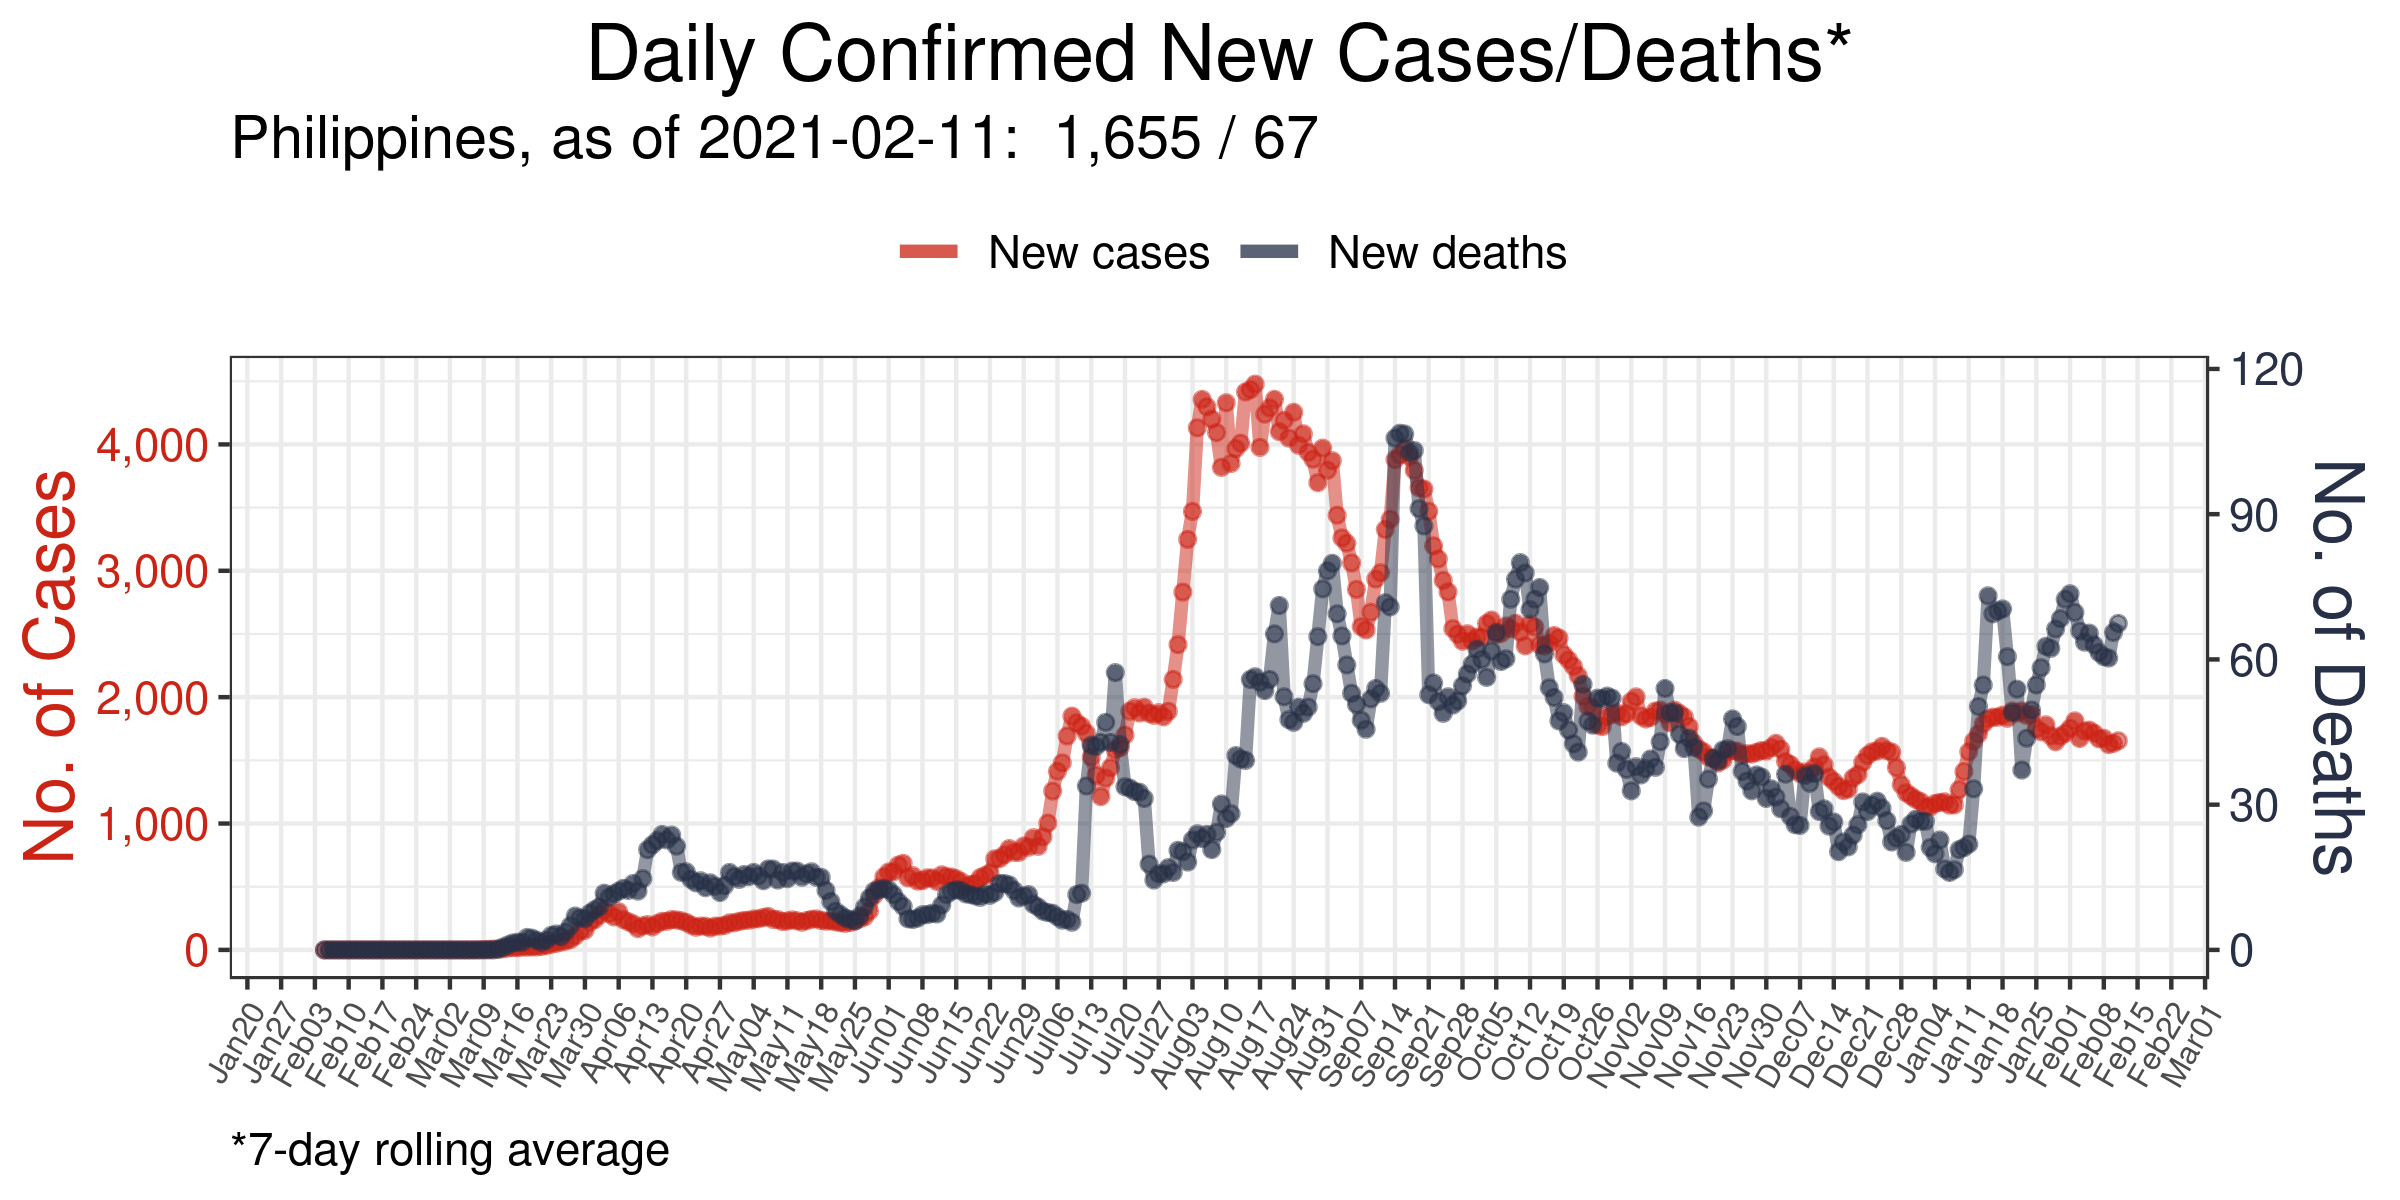 Daily Confirmed New Cases/Deaths*
Philippines, as of 2021-02-11:  1,655 / 67
New cases
New deaths
No. of Cases
4,000
3,000
2,000
1,000
0
120
90
60
30
0
No. of Deaths
Jan20
Jan27
Feb03
Feb10
Feb17
Feb24
Mar02
Mar09
Mar16
Mar23
Mar30
Apr06
Apr13
Apr20
Apr27
May04
May11
May18
May25
Jun01
Jun08
Jun15
Jun22
Jun29
Jul06
Jul13
Jul20
Jul27
Aug03
Aug10
Aug17
Aug24
Aug31
Sep07
Sep14
Sep21
Sep28
Oct05
Oct12
Oct19
Oct26
Nov02
Nov09
Nov16
Nov23
Nov30
Dec07
Dec14
Dec21
Dec28
Jan04
Jan11
Jan18
Jan25
Feb01
Feb08
Feb15
Feb22
Mar01
*7-day rolling average